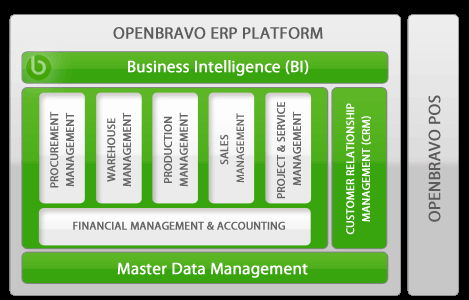 OPENBRAVO ERP PLATFORM
Business Intelligence (BI)
PROCUREMENT
MANAGEMENT
WAREHOUSE
MANAGEMENT
PRODUCTION
MANAGEMENT
SALES
MANAGEMENT
PROJECT & SERVICE
MANAGEMENT
FINANCIAL MANAGEMENT & ACCOUNTING
CUSTOMER RELATIONSHIP
MANAGEMENT (CRM)
Master Data Management
OPENBRAVO POS